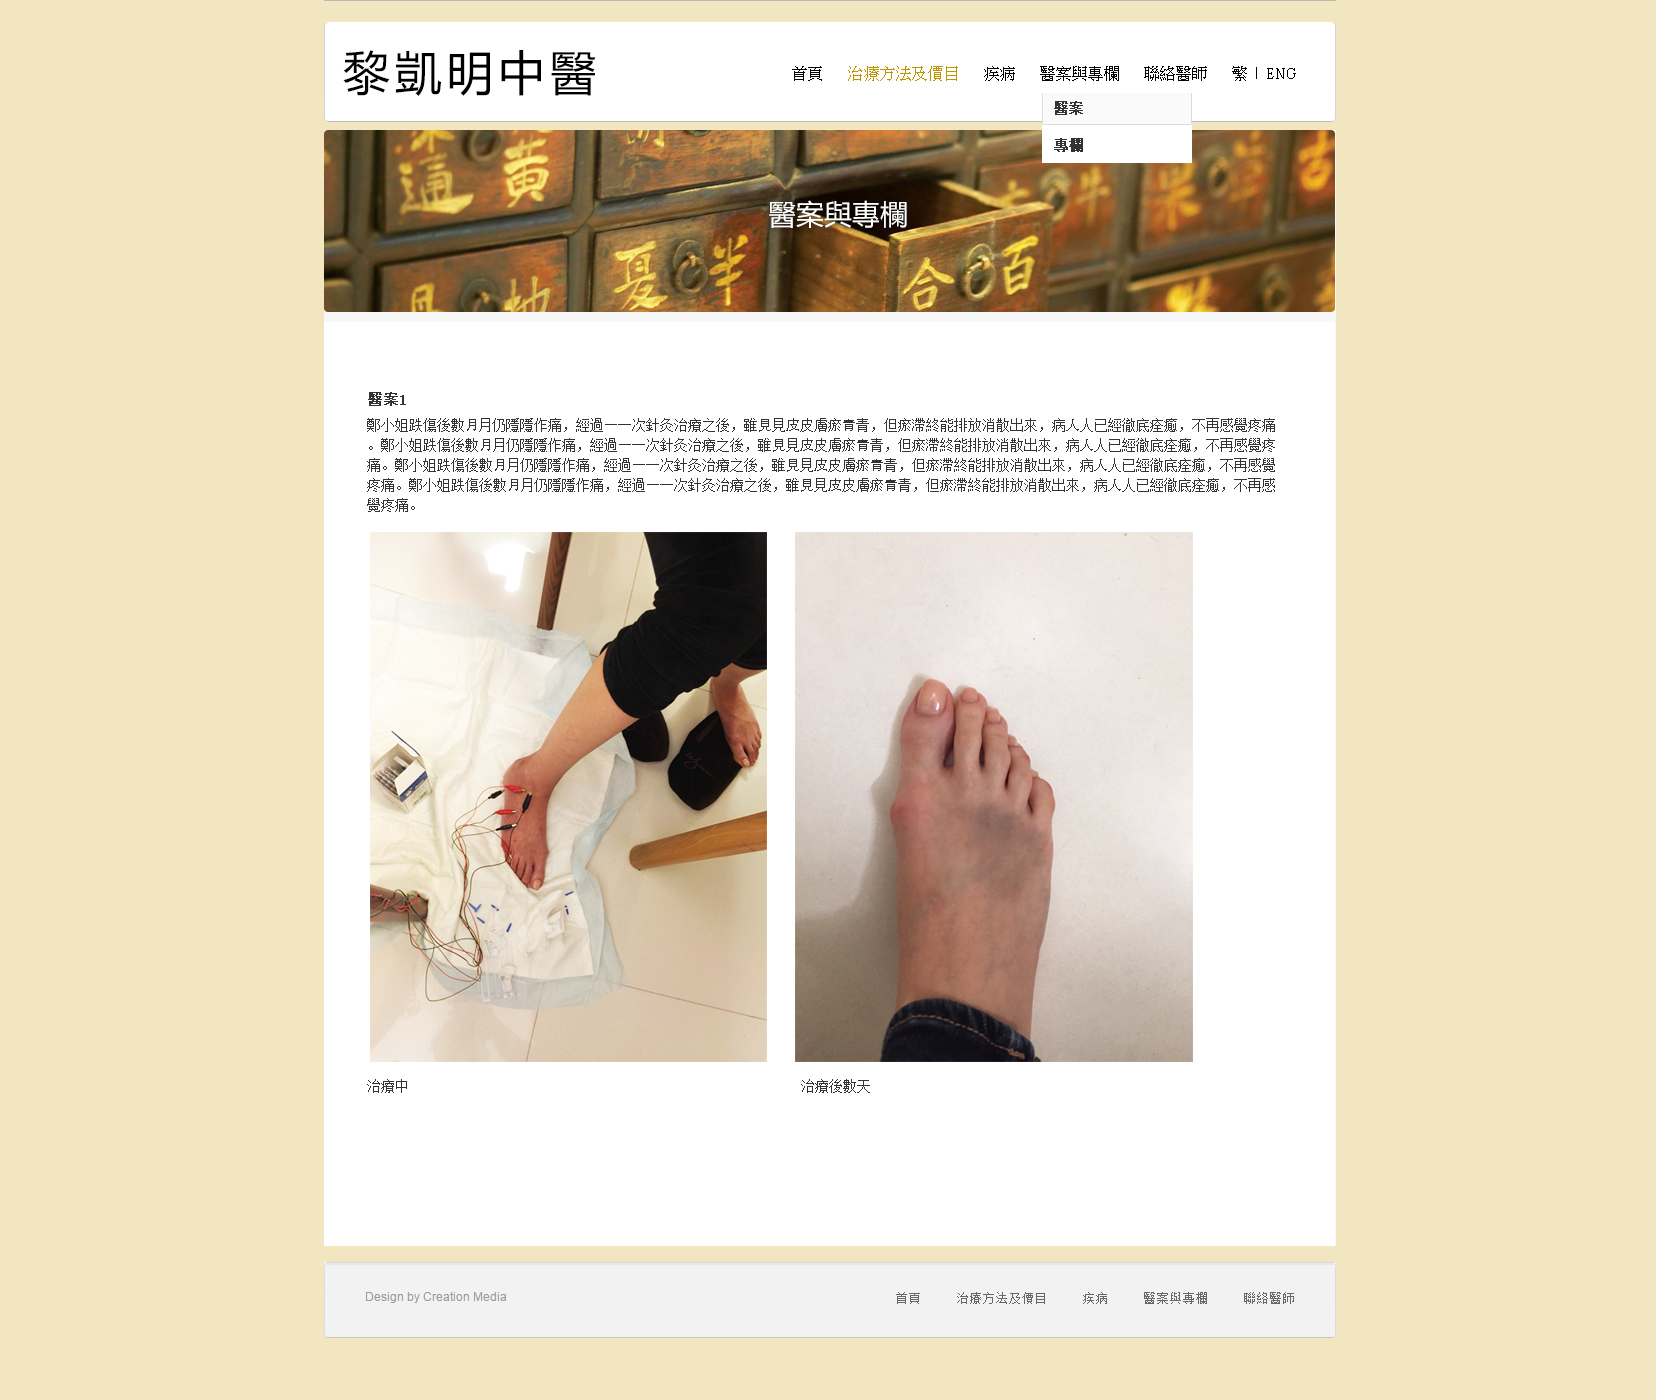 黎凱明中醫
首頁 治療方法及價目 疾病 醫案與專欄 聯絡醫師 繁 | ENG
醫案
專欄
黃
醫案與專欄
夏 半
合 百
醫案1
鄭小姐跌傷後數月月仍隱隱作痛，經過一一次針灸治療之後，雖見見皮皮膚瘀青青，但瘀滯終能排放消散出來，病人人已經徹底痊癒，不再感覺疼痛
。鄭小姐跌傷後數月月仍隱隱作痛，經過一一次針灸治療之後，雖見見皮皮膚瘀青青，但瘀滯終能排放消散出來，病人人已經徹底痊癒，不再感覺疼
痛。鄭小姐跌傷後數月月仍隱隱作痛，經過一一次針灸治療之後，雖見見皮皮膚瘀青青，但瘀滯終能排放消散出來，病人人已經徹底痊癒，不再感覺
疼痛。鄭小姐跌傷後數月月仍隱隱作痛，經過一一次針灸治療之後，雖見見皮皮膚瘀青青，但瘀滯終能排放消散出來，病人人已經徹底痊癒，不再感
覺疼痛。
治療中
治療後數天
Design by Creation Media
首頁 治療方法及價目 疾病 醫案與專欄 聯絡醫師